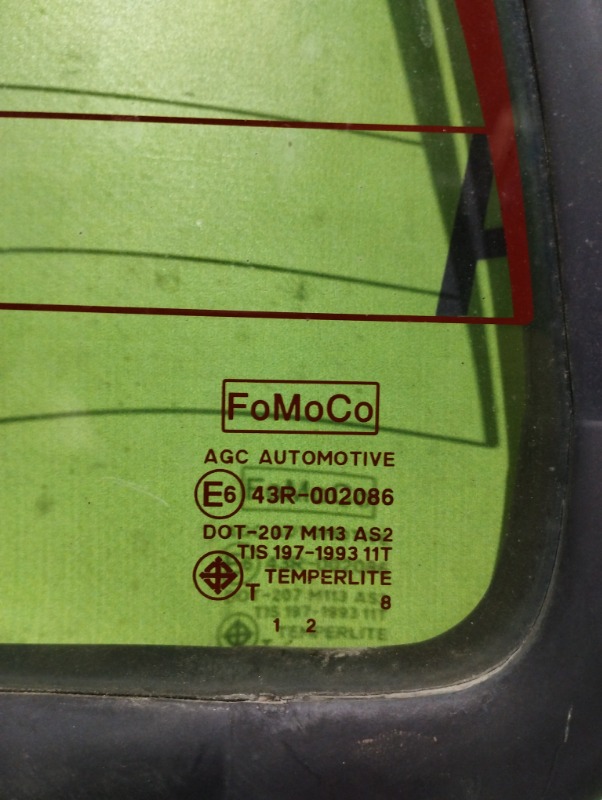 FoMoCo
AGC AUTOMOTIVE
E6 43R-002086
DOT-207 M113 AS2
TIS 197-1993 11T
T TEMPERLITE
8
1 2